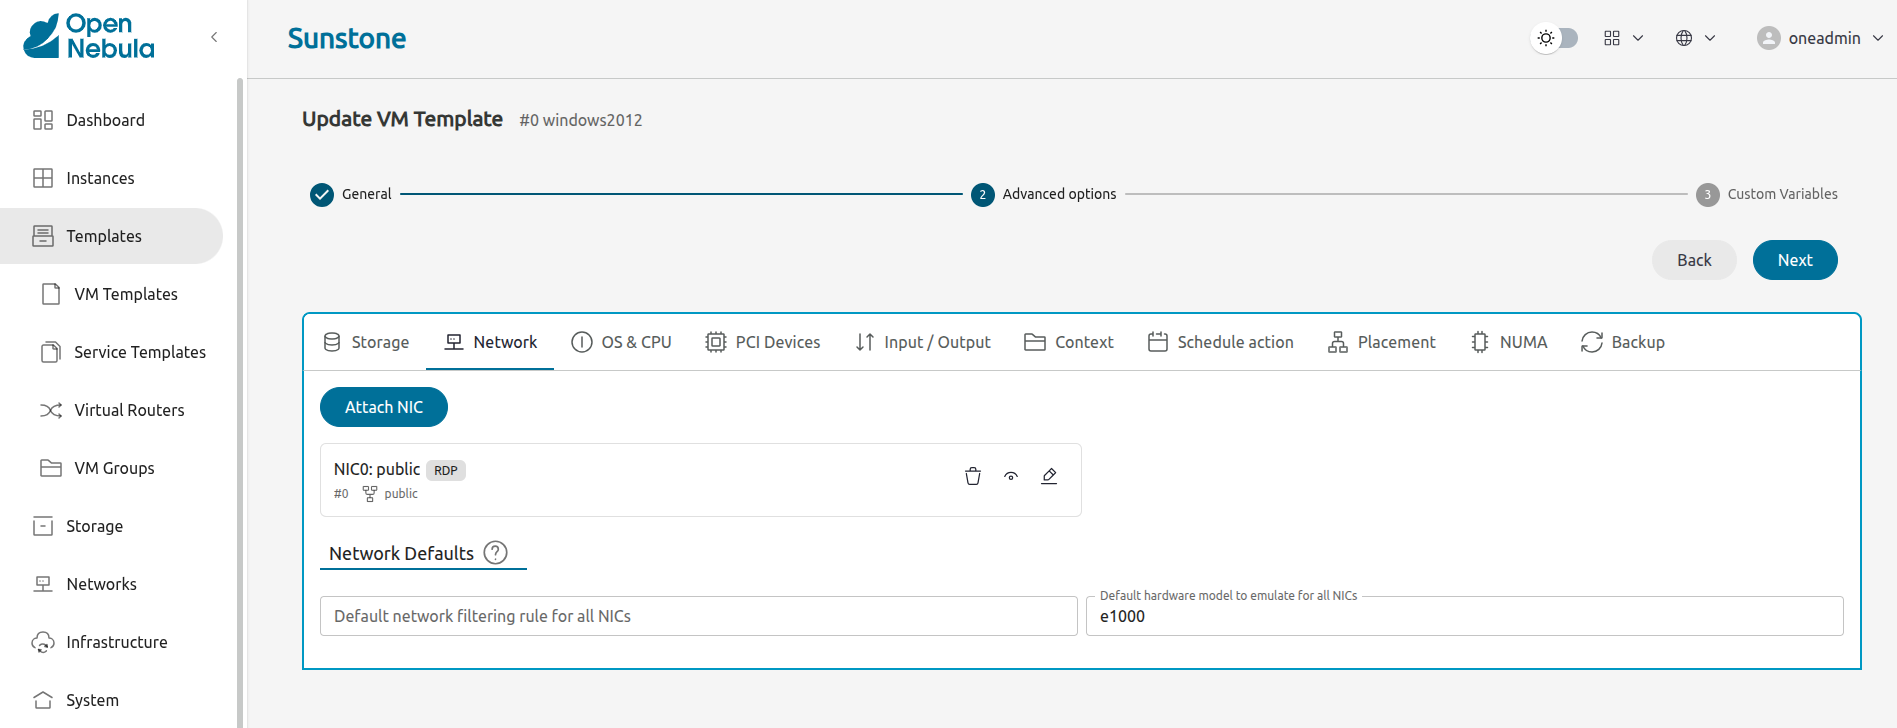 Open
Nebula
Sunstone
oneadmin
Dashboard
Instances
Templates
VM Templates
Service Templates
Virtual Routers
VM Groups
Storage
Networks
Infrastructure
System
Update VM Template #0 windows2012
General
2 Advanced options
3 Custom Variables
Back
Next
Storage
Network
OS & CPU
PCI Devices
Input / Output
Context
Schedule action
Placement
NUMA
Backup
Attach NIC
NIC0: public RDP
#0 public
Network Defaults ?
Default network filtering rule for all NICs
Default hardware model to emulate for all NICs
e1000